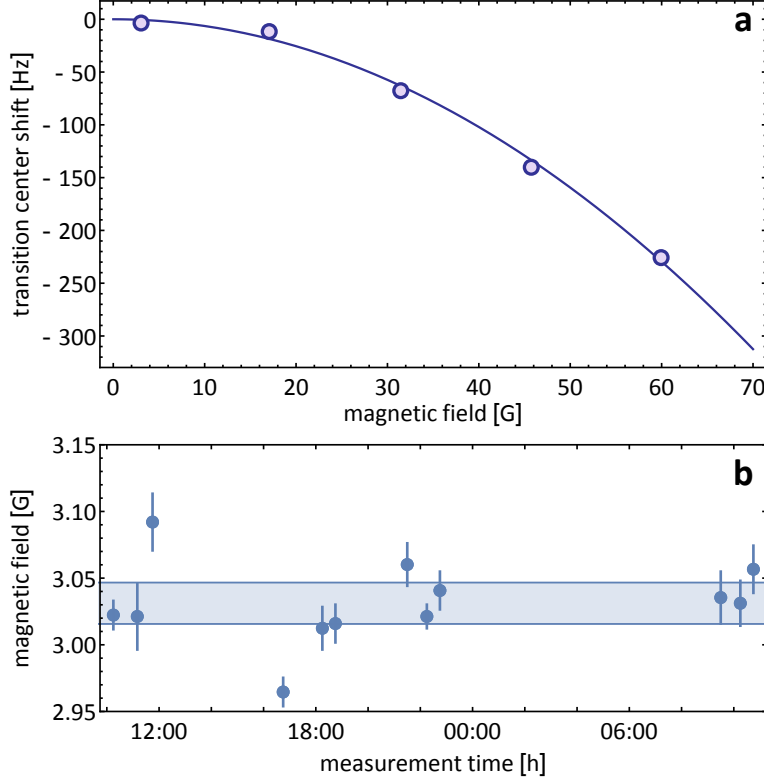 a
transition center shift [Hz]
0
- 50
- 100
- 150
- 200
- 250
- 300
0 10 20 30 40 50 60 70
magnetic field [G]
b
magnetic field [G]
3.15
3.10
3.05
3.00
2.95
12:00 18:00 00:00 06:00
measurement time [h]